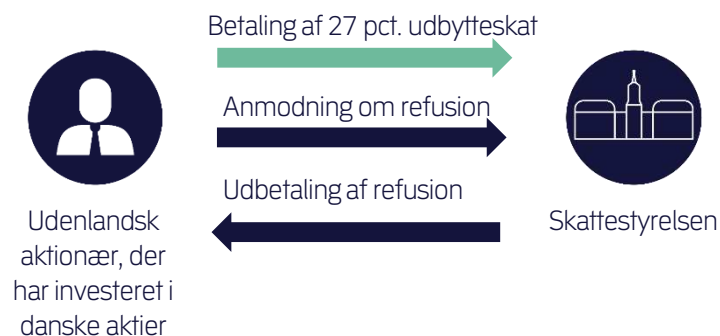 Betaling af 27 pct. udbytteskat
Anmodning om refusion
Udbetaling af refusion
Udenlandsk
aktionær, der
har investeret i
danske aktier
Skattestyrelsen